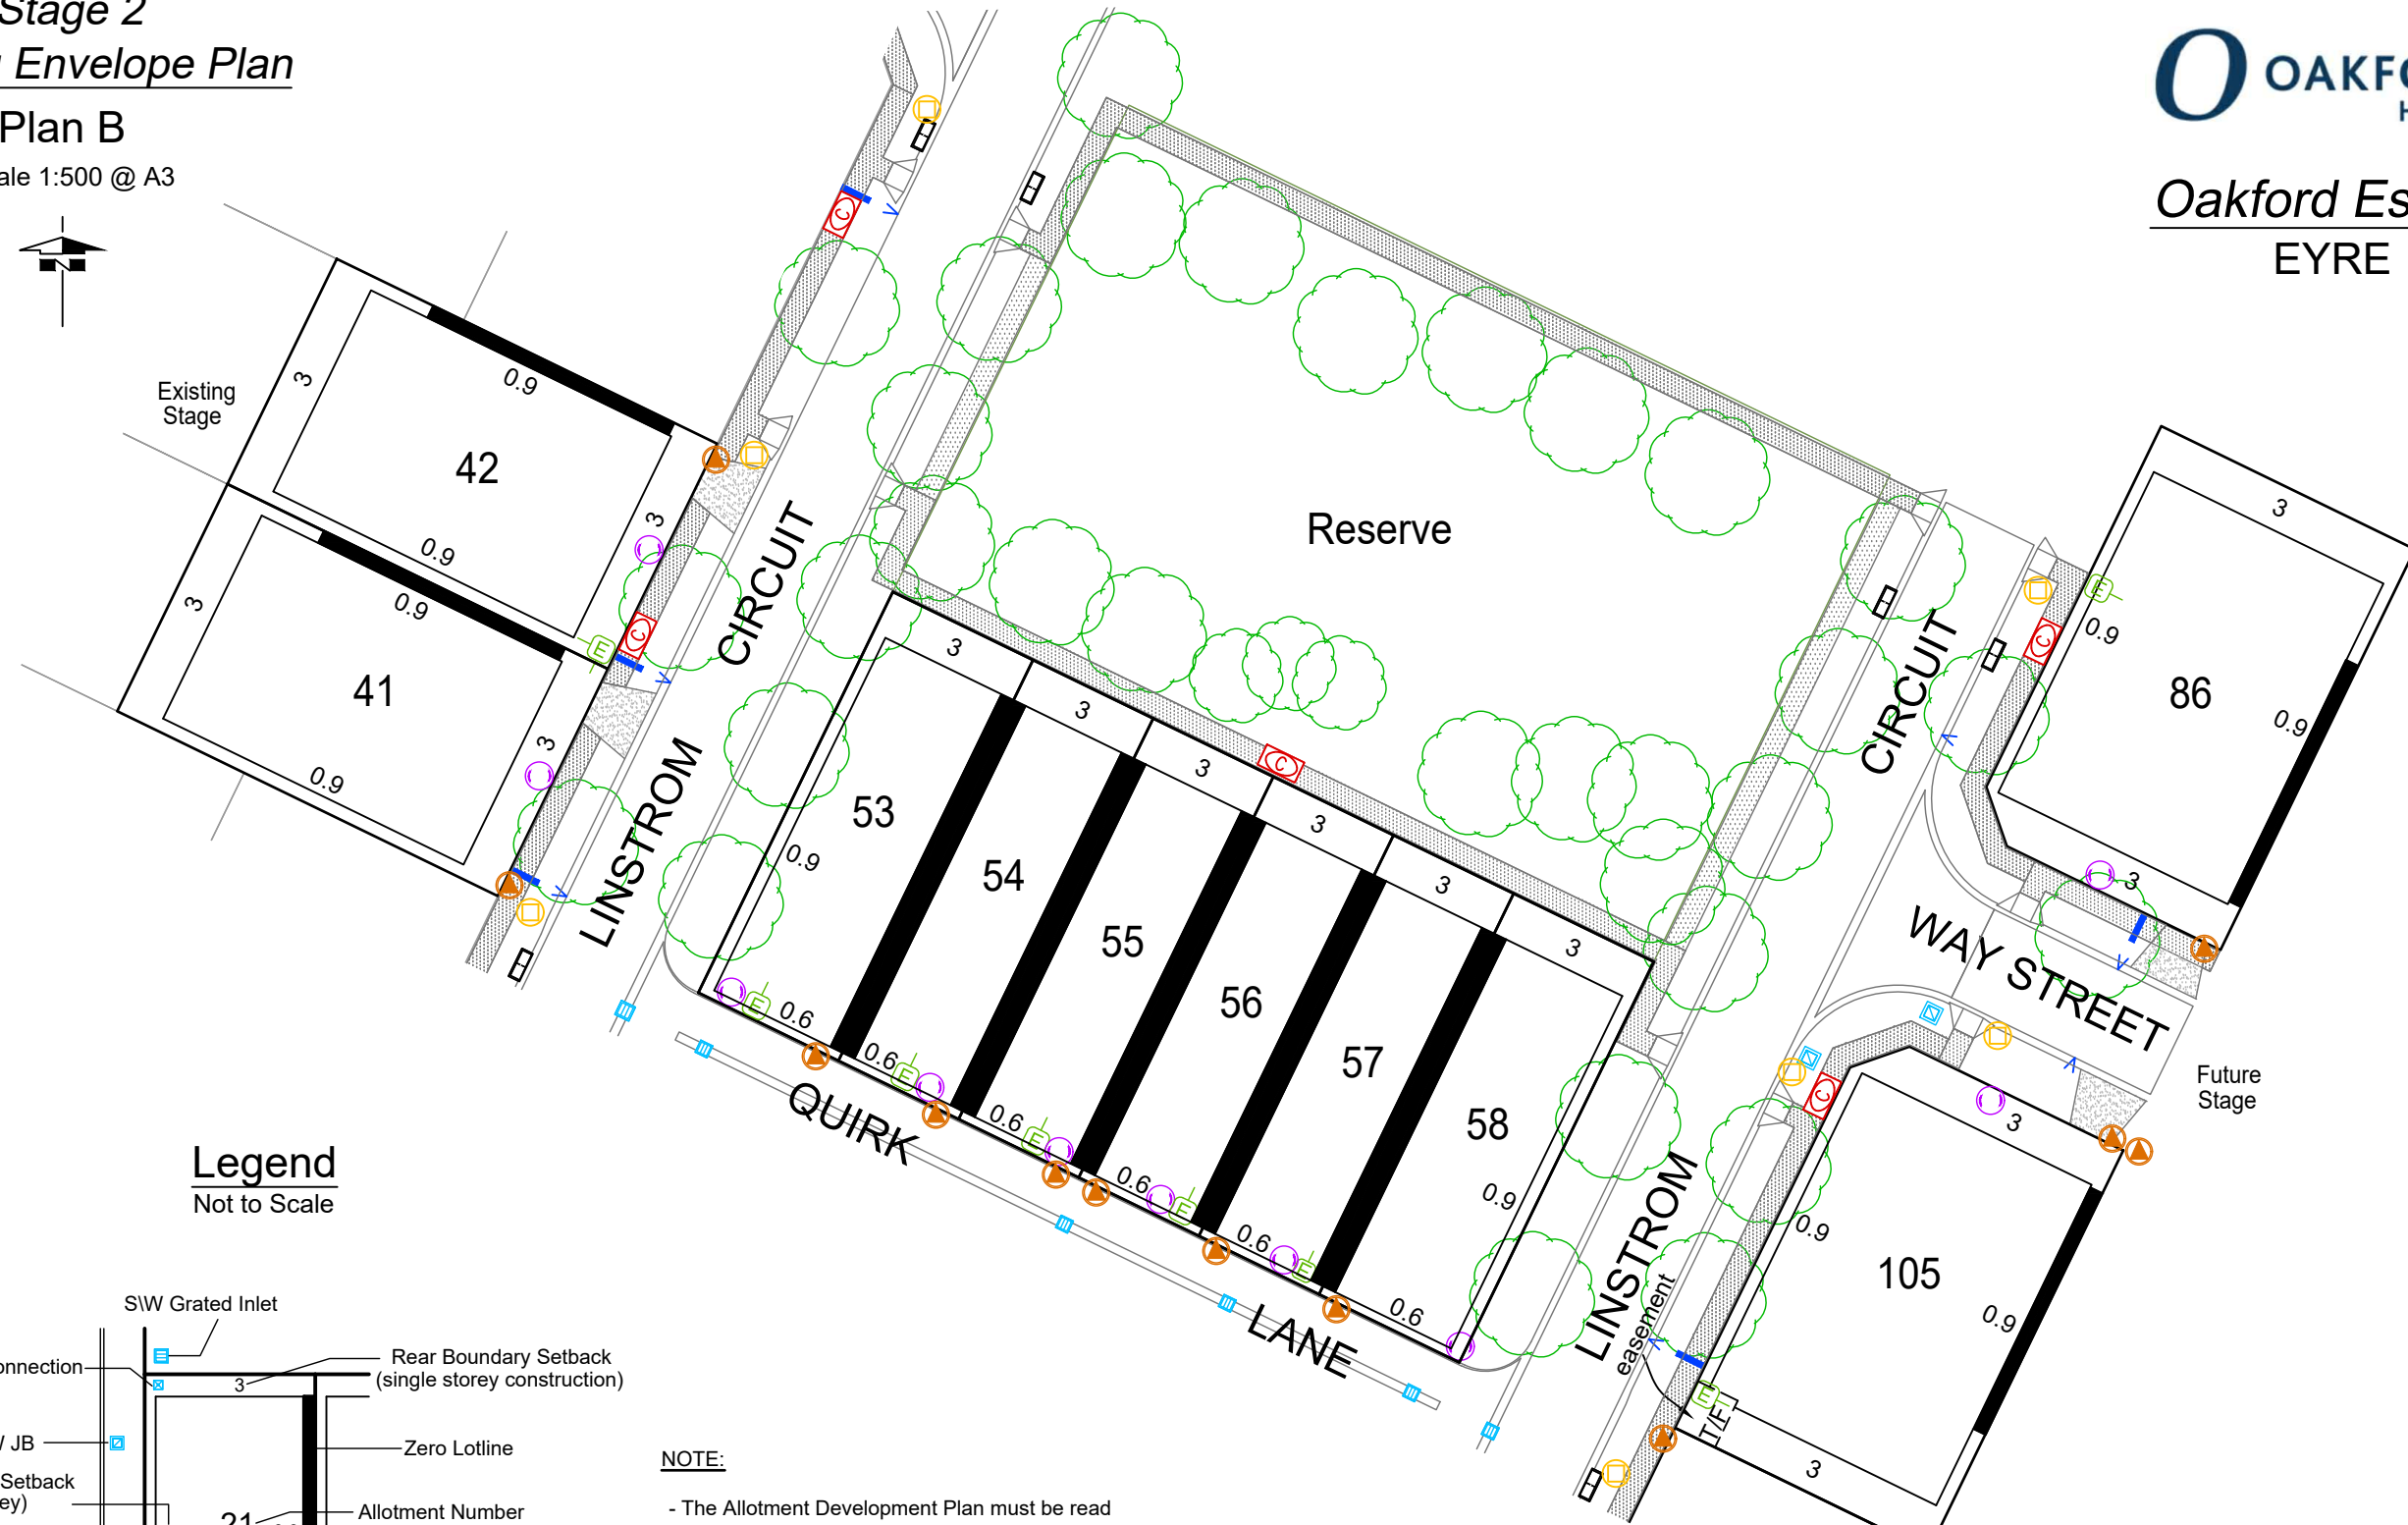 Stage 2
Envelope Plan
Plan B
ale 1:500 @ A3
N
O OAKFO
H
Oakford Es
EYRE
Existing
Stage
42
3
0.9
0.9
3
41
3
0.9
0.9
3
LINSTROM CIRCUIT
Reserve
53
3
0.9
0.6
54
3
0.6
55
3
0.6
56
3
0.6
57
3
0.6
58
3
0.9
0.6
QUIRK LANE
LINSTROM CIRCUIT
86
3
0.9
0.9
3
WAY STREET
Future
Stage
105
3
0.9
0.9
3
easement
T/F
C
C
C
C
C
E
E
E
E
E
E
E
E
Legend
Not to Scale
S\W Grated Inlet
onnection
3
Rear Boundary Setback
(single storey construction)
JB
Zero Lotline
Setback
ey)
21
Allotment Number
NOTE:
- The Allotment Development Plan must be read